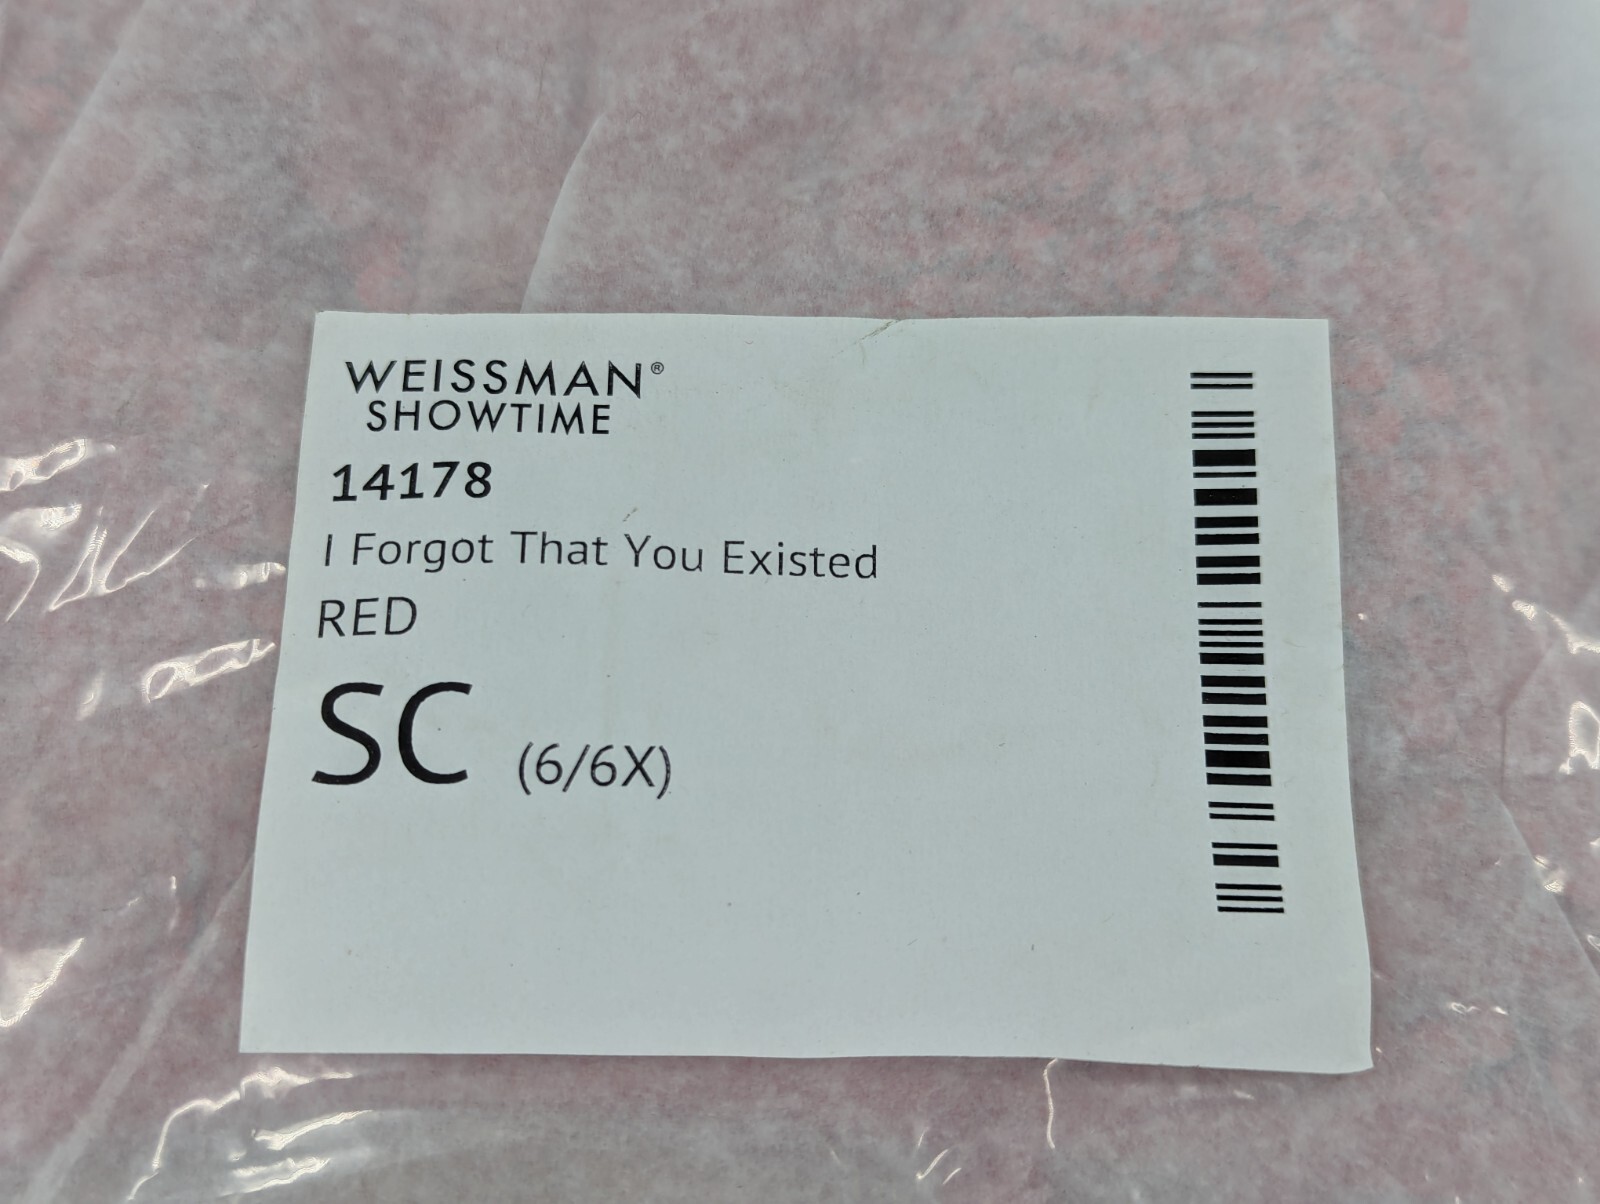 WEISSMAN®
SHOWTIME
14178
I Forgot That You Existed
RED
SC (6/6X)